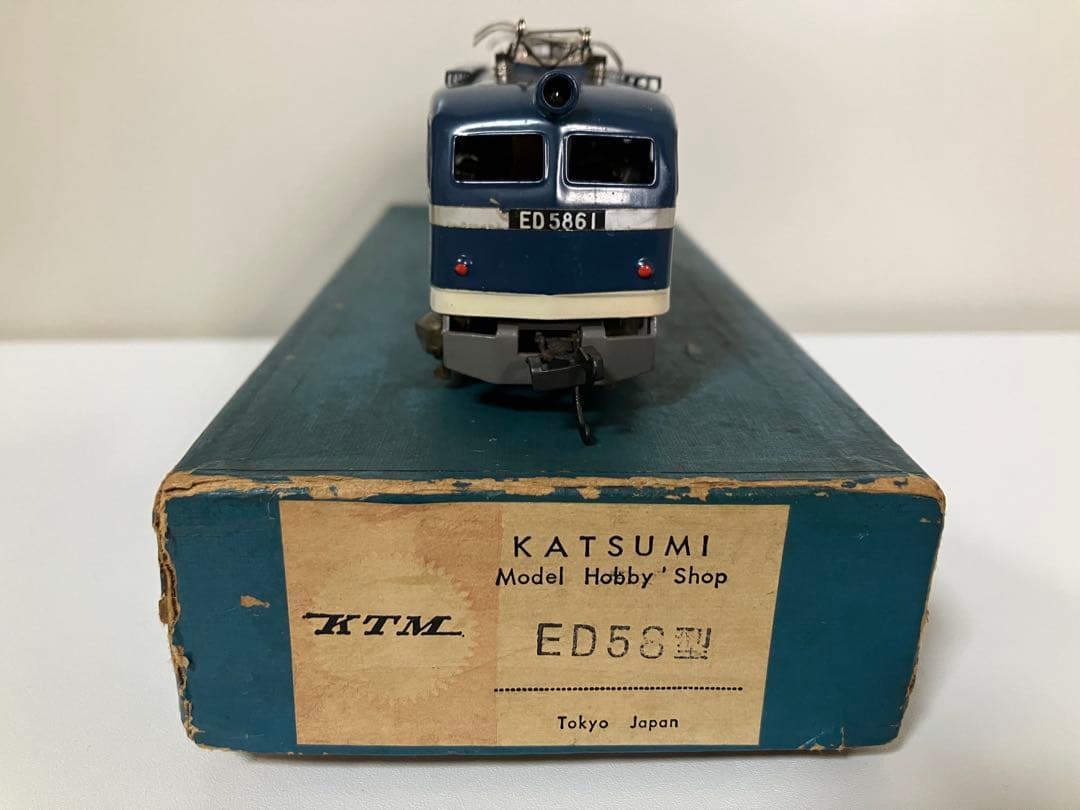 ED5861
KTM
KATSUMI
Model Hobby Shop
ED58型
Tokyo Japan